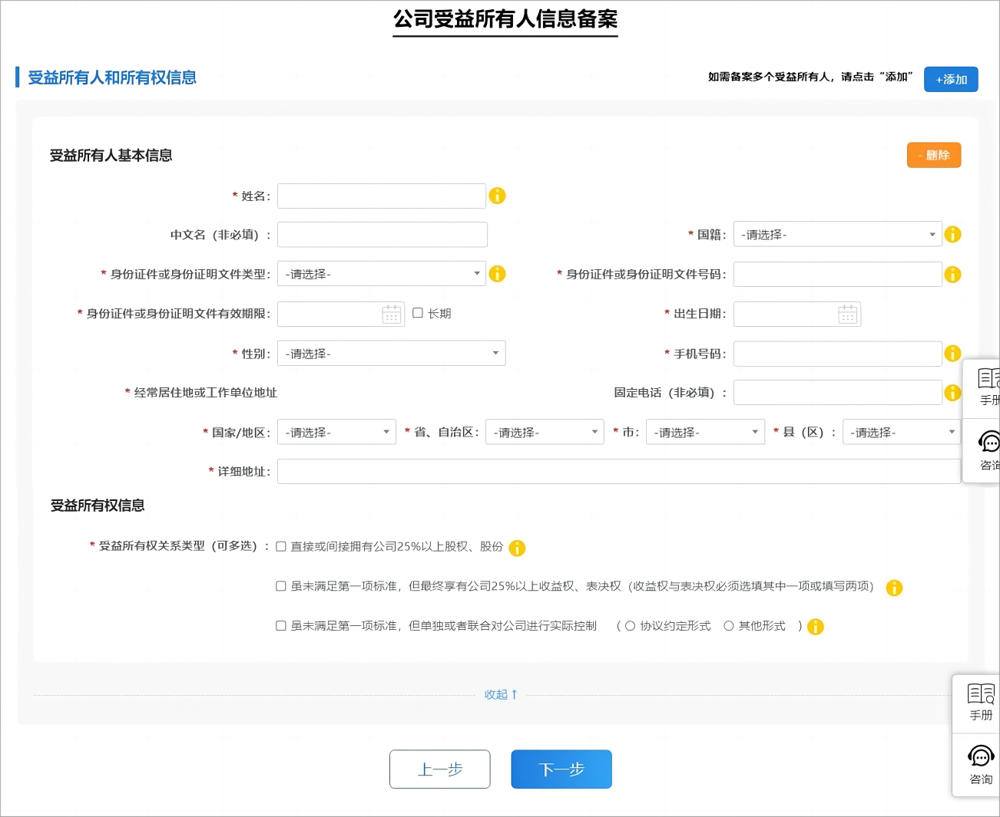 公司受益所有人信息备案
受益所有人和所有权信息
如需备案多个受益所有人，请点击“添加”
+添加
受益所有人基本信息
- 删除
* 姓名：
中文名（非必填）：
* 国籍： -请选择-
* 身份证件或身份证明文件类型： -请选择-
* 身份证件或身份证明文件号码：
* 身份证件或身份证明文件有效期限： 长期
* 出生日期：
* 性别： -请选择-
* 手机号码：
* 经常居住地或工作单位地址
固定电话（非必填）：
* 国家/地区： -请选择- * 省、自治区： -请选择- * 市： -请选择- * 县（区）： -请选择-
* 详细地址：
手册
咨询
受益所有权信息
* 受益所有权关系类型（可多选）： 直接或间接拥有公司25%以上股权、股份
虽未满足第一项标准，但最终享有公司25%以上收益权、表决权（收益权与表决权必须选填其中一项或填写两项）
虽未满足第一项标准，但单独或者联合对公司进行实际控制 （ 协议约定形式 其他形式 ）
收起↑
手册
咨询
上一步
下一步